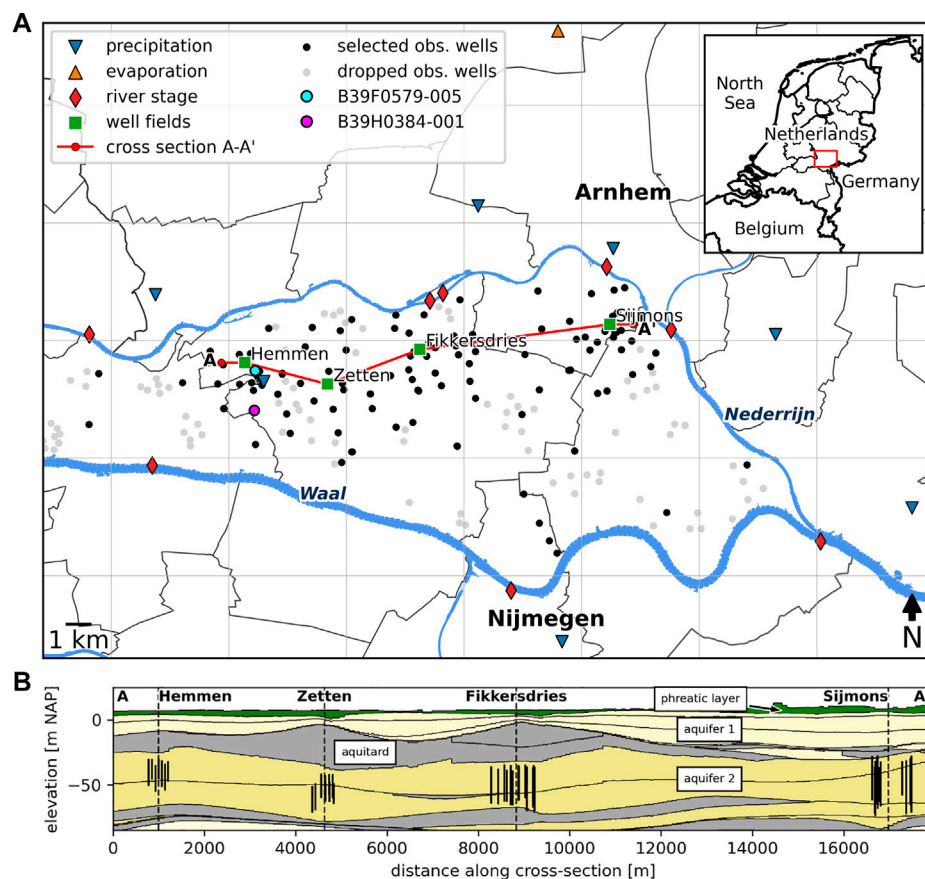 A
precipitation
evaporation
river stage
well fields
cross section A-A'
selected obs. wells
dropped obs. wells
B39F0579-005
B39H0384-001
North
Sea
Netherlands
Germany
Belgium
Arnhem
Sijmons
A'
Fikkersdries
Hemmen
A
Zetten
Nederrijn
Waal
Nijmegen
1 km
N
B
A
Hemmen
Zetten
Fikkersdries
phreatic layer
Sijmons
A
aquifer 1
aquitard
aquifer 2
elevation [m NAP]
0
−50
0
2000
4000
6000
8000
10000
12000
14000
16000
distance along cross-section [m]